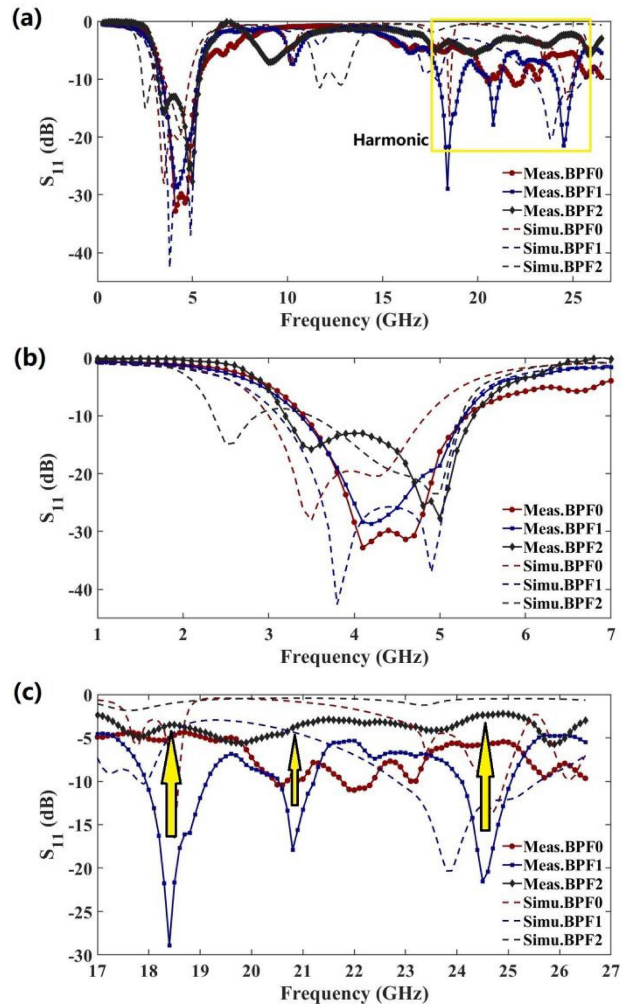 (a)
0
-10
-20
-30
-40
S11 (dB)
Harmonic
Meas.BPF0
Meas.BPF1
Meas.BPF2
Simu.BPF0
Simu.BPF1
Simu.BPF2
0 5 10 15 20 25
Frequency (GHz)
(b)
0
-10
-20
-30
-40
S11 (dB)
Meas.BPF0
Meas.BPF1
Meas.BPF2
Simu.BPF0
Simu.BPF1
Simu.BPF2
1 2 3 4 5 6 7
Frequency (GHz)
(c)
0
-5
-10
-15
-20
-25
-30
S11 (dB)
Meas.BPF0
Meas.BPF1
Meas.BPF2
Simu.BPF0
Simu.BPF1
Simu.BPF2
17 18 19 20 21 22 23 24 25 26 27
Frequency (GHz)